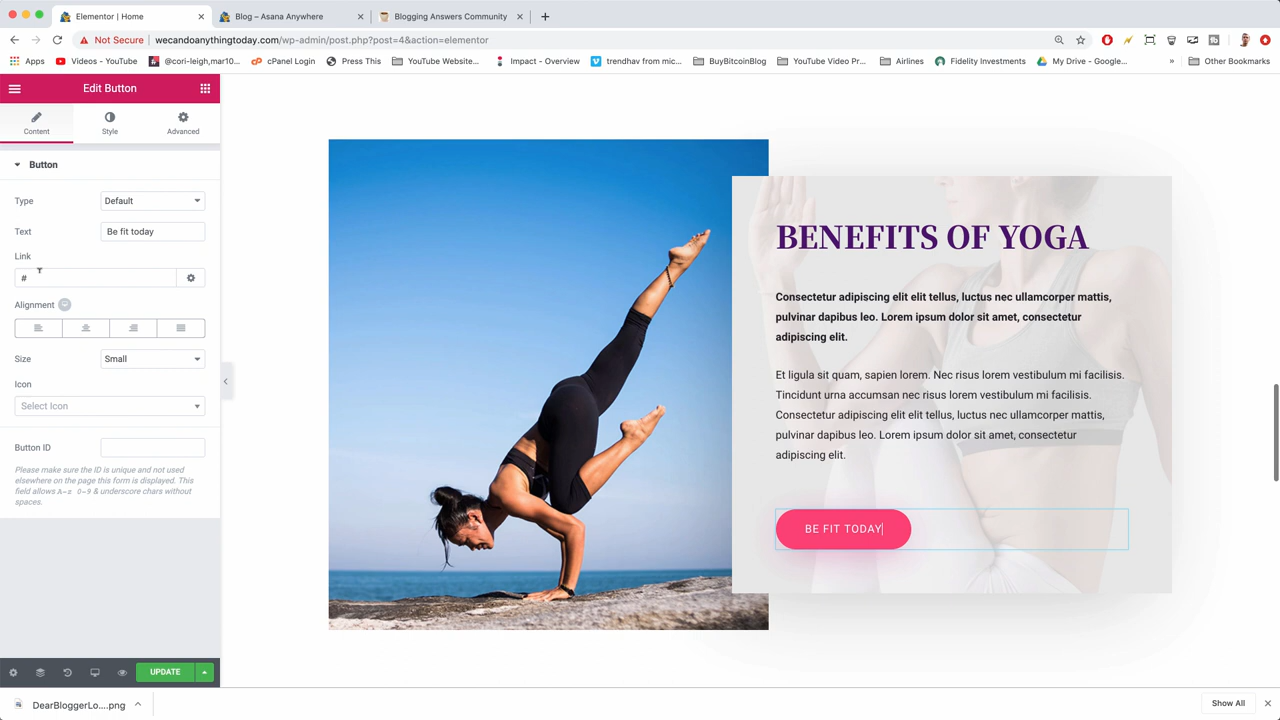 Elementor | Home
Blog – Asana Anywhere
Blogging Answers Community
Not Secure
wecandoanythingtoday.com/wp-admin/post.php?post=4&action=elementor
Apps
Videos - YouTube
@cori-leigh,mar10...
cPanel Login
Press This
YouTube Website...
Impact - Overview
trendhav from mic...
BuyBitcoinBlog
YouTube Video Pr...
Airlines
Fidelity Investments
My Drive - Google...
»
Other Bookmarks
Edit Button
Content
Style
Advanced
Button
Type
Default
Text
Be fit today
Link
#
Alignment
Size
Small
Icon
Select Icon
Button ID
Please make sure the ID is unique and not used
elsewhere on the page this form is displayed. This
field allows A-z 0-9 & underscore chars without
spaces.
UPDATE
BENEFITS OF YOGA
Consectetur adipiscing elit elit tellus, luctus nec ullamcorper mattis,
pulvinar dapibus leo. Lorem ipsum dolor sit amet, consectetur
adipiscing elit.
Et ligula sit quam, sapien lorem. Nec risus lorem vestibulum mi facilisis.
Tincidunt urna accumsan nec risus lorem vestibulum mi facilisis.
Consectetur adipiscing elit elit tellus, luctus nec ullamcorper mattis,
pulvinar dapibus leo. Lorem ipsum dolor sit amet, consectetur
adipiscing elit.
BE FIT TODAY
DearBloggerLo....png
Show All